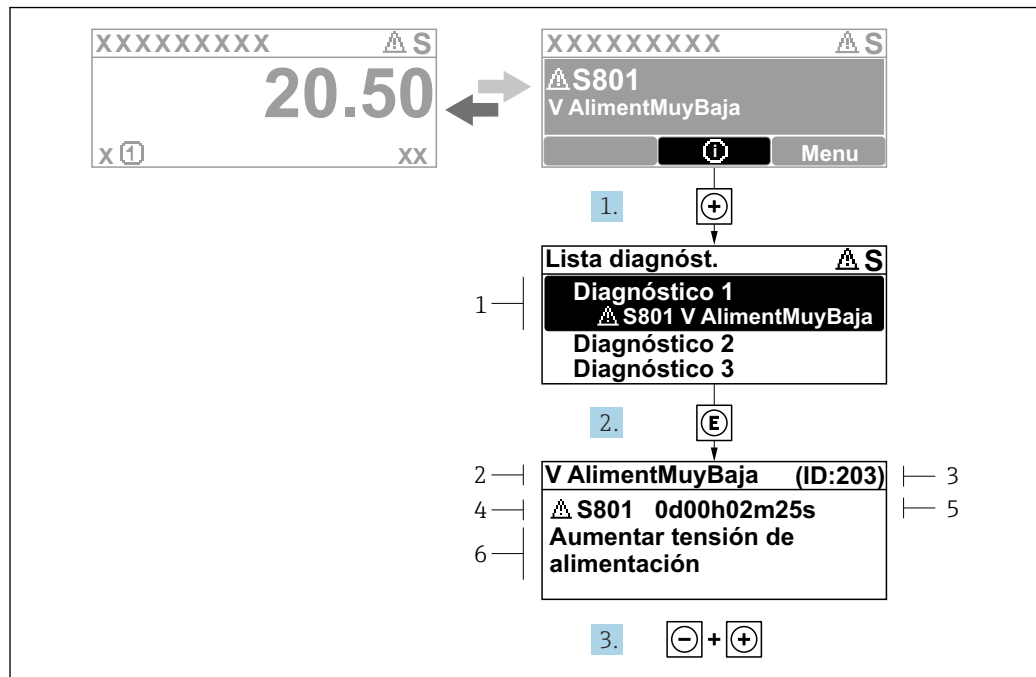 XXXXXXXXX ⚠ S
20.50
x ① xx
XXXXXXXXX ⚠ S
⚠ S801
V AlimentMuyBaja
ⓘ Menu
1. +
Lista diagnóst. ⚠ S
1
Diagnóstico 1
⚠ S801 V AlimentMuyBaja
Diagnóstico 2
Diagnóstico 3
2. E
2 V AlimentMuyBaja (ID:203) 3
4 ⚠ S801 0d00h02m25s 5
6 Aumentar tensión de
alimentación
3. - + +